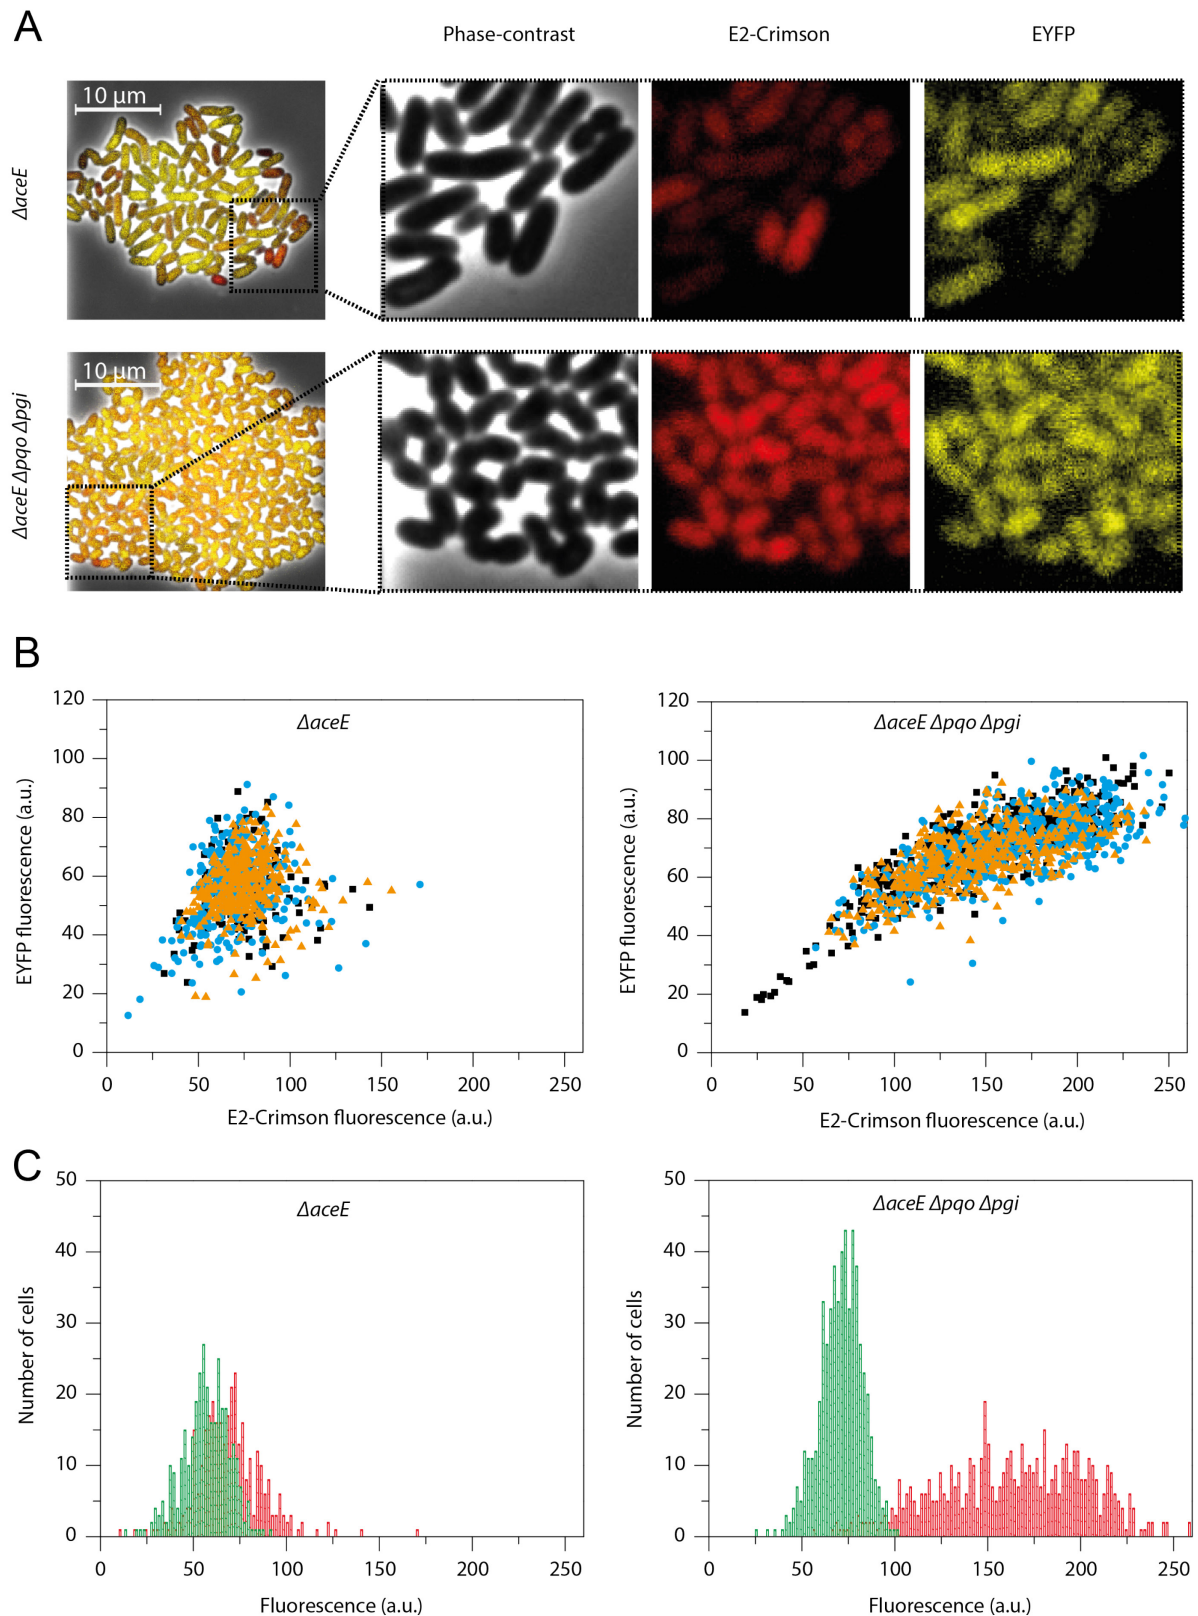 A
Phase-contrast
E2-Crimson
EYFP
ΔaceE
10 µm
ΔaceE Δpqo Δpgi
10 µm
B
EYFP fluorescence (a.u.)
120
100
80
60
40
20
0
ΔaceE
0 50 100 150 200 250
E2-Crimson fluorescence (a.u.)
EYFP fluorescence (a.u.)
120
100
80
60
40
20
0
ΔaceE Δpqo Δpgi
0 50 100 150 200 250
E2-Crimson fluorescence (a.u.)
C
Number of cells
50
40
30
20
10
0
ΔaceE
0 50 100 150 200 250
Fluorescence (a.u.)
Number of cells
50
40
30
20
10
0
ΔaceE Δpqo Δpgi
0 50 100 150 200 250
Fluorescence (a.u.)